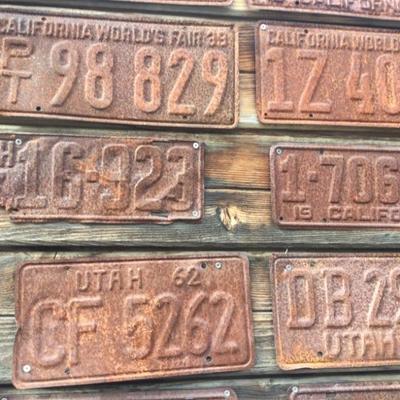 CALIFORNIA WORLD'S FAIR 39
P/T 98 829
CALIFORNIA WORLD
1Z 40
16-923
1-706
19 CALIF
UTAH 62
CF 5262
DB 22
UTAH